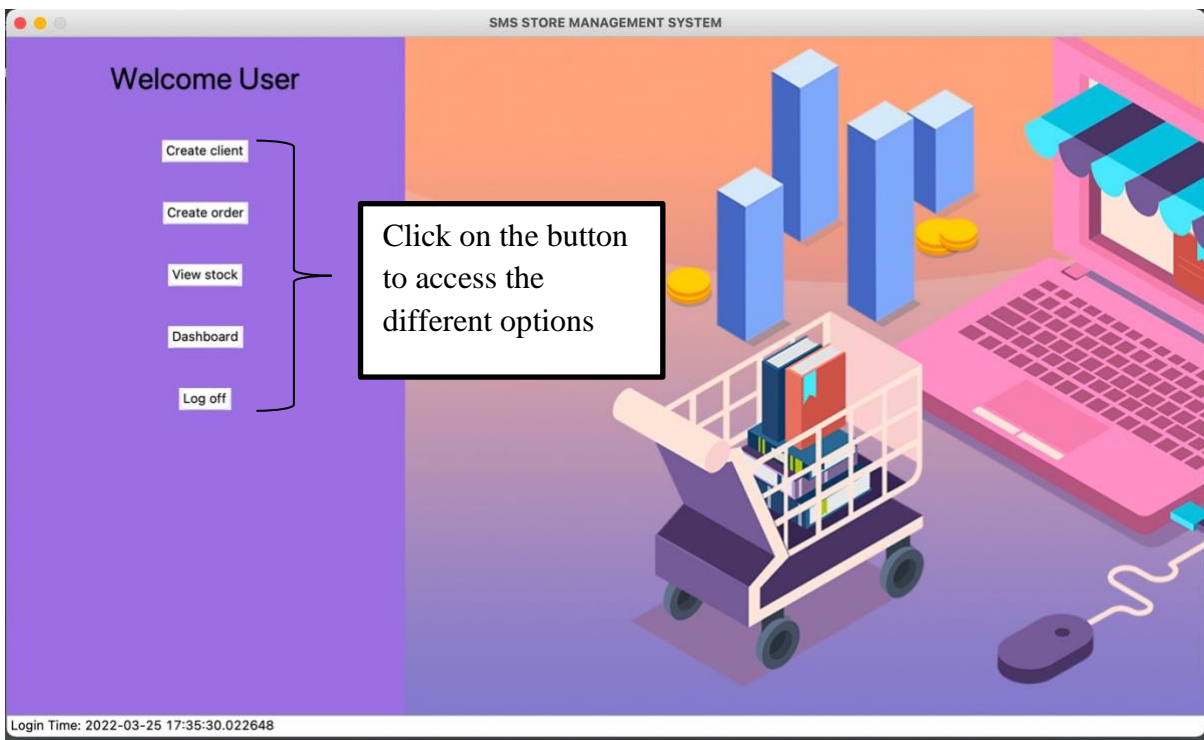 SMS STORE MANAGEMENT SYSTEM
Welcome User
Create client
Create order
View stock
Dashboard
Log off
Click on the button
to access the
different options
Login Time: 2022-03-25 17:35:30.022648